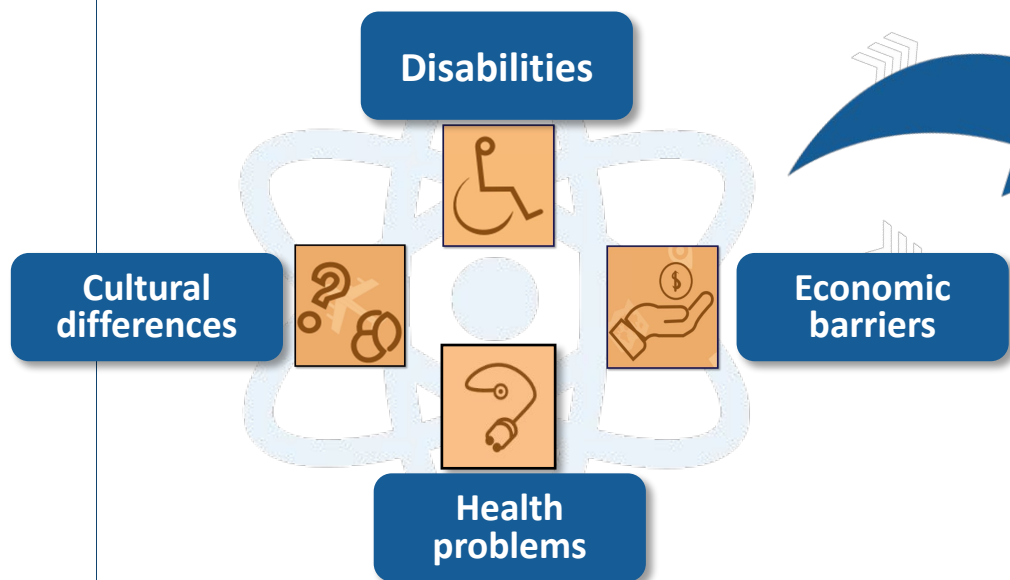 Disabilities
Cultural
differences
Economic
barriers
Health
problems